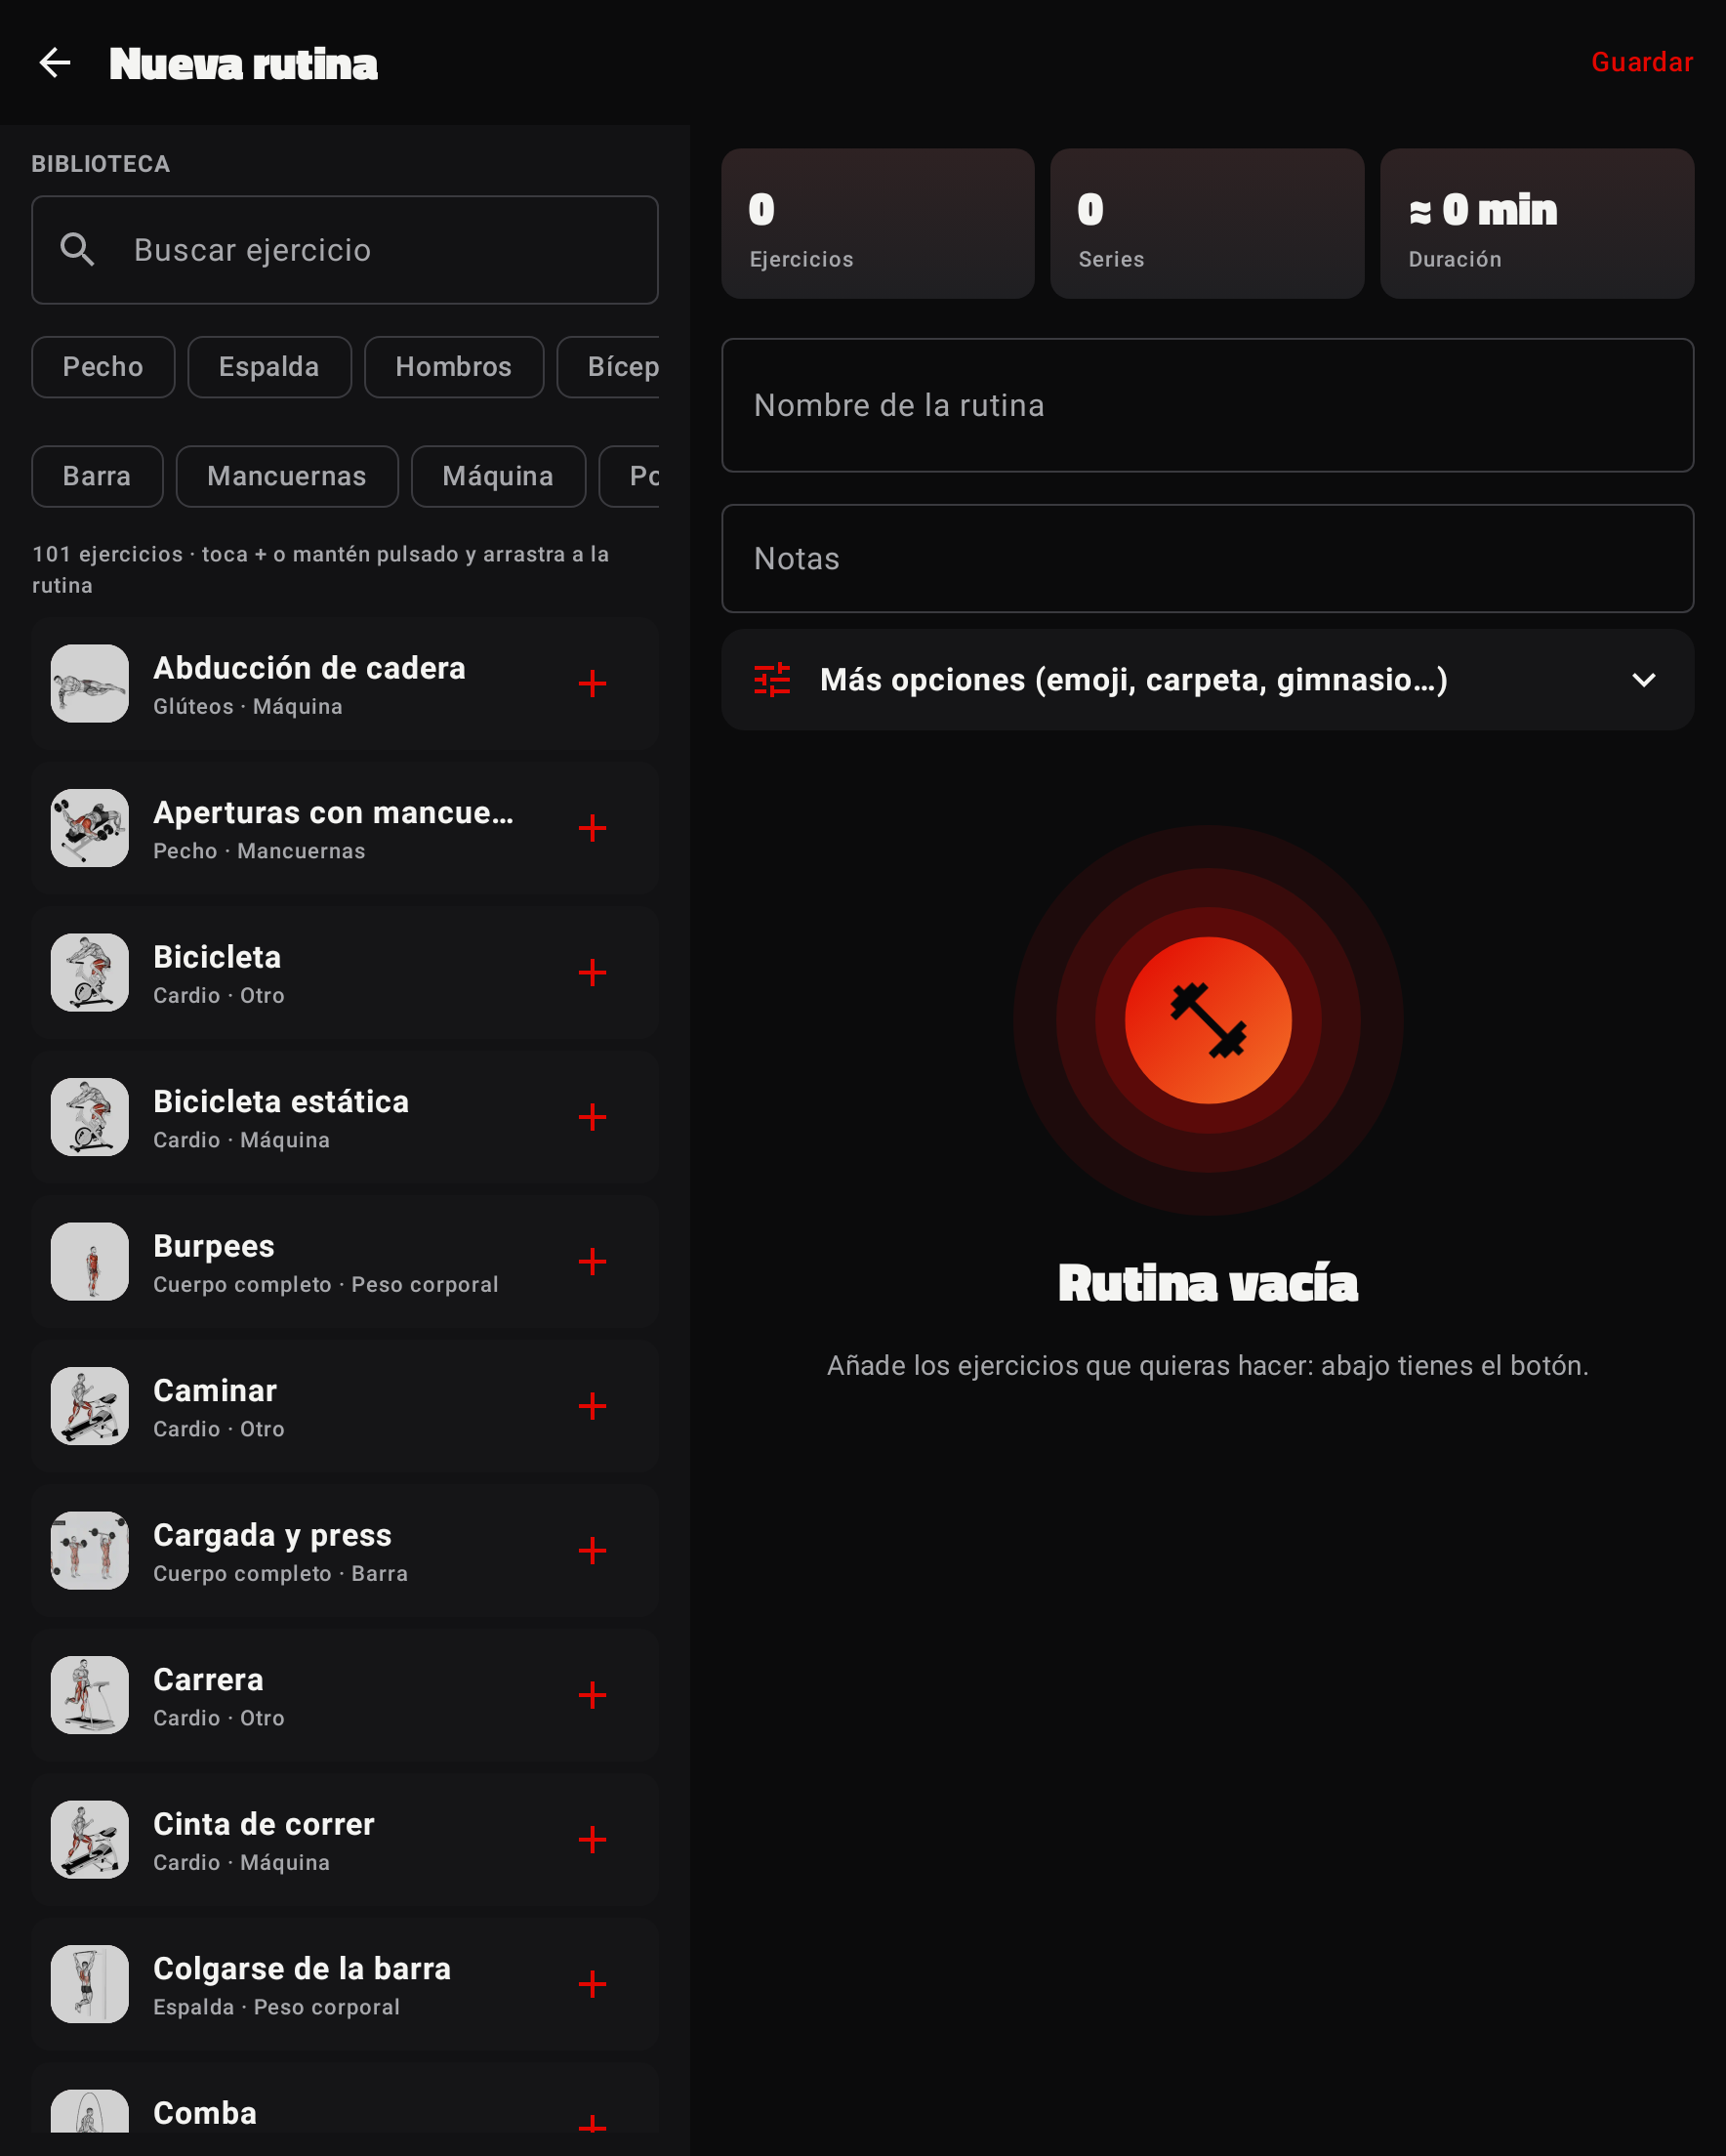 Nueva rutina
Guardar
BIBLIOTECA
Buscar ejercicio
Pecho
Espalda
Hombros
Bícep
Barra
Mancuernas
Máquina
Po
101 ejercicios · toca + o mantén pulsado y arrastra a la
rutina
Abducción de cadera
Glúteos · Máquina
Aperturas con mancue…
Pecho · Mancuernas
Bicicleta
Cardio · Otro
Bicicleta estática
Cardio · Máquina
Burpees
Cuerpo completo · Peso corporal
Caminar
Cardio · Otro
Cargada y press
Cuerpo completo · Barra
Carrera
Cardio · Otro
Cinta de correr
Cardio · Máquina
Colgarse de la barra
Espalda · Peso corporal
Comba
0
Ejercicios
0
Series
≈ 0 min
Duración
Nombre de la rutina
Notas
Más opciones (emoji, carpeta, gimnasio…)
Rutina vacía
Añade los ejercicios que quieras hacer: abajo tienes el botón.